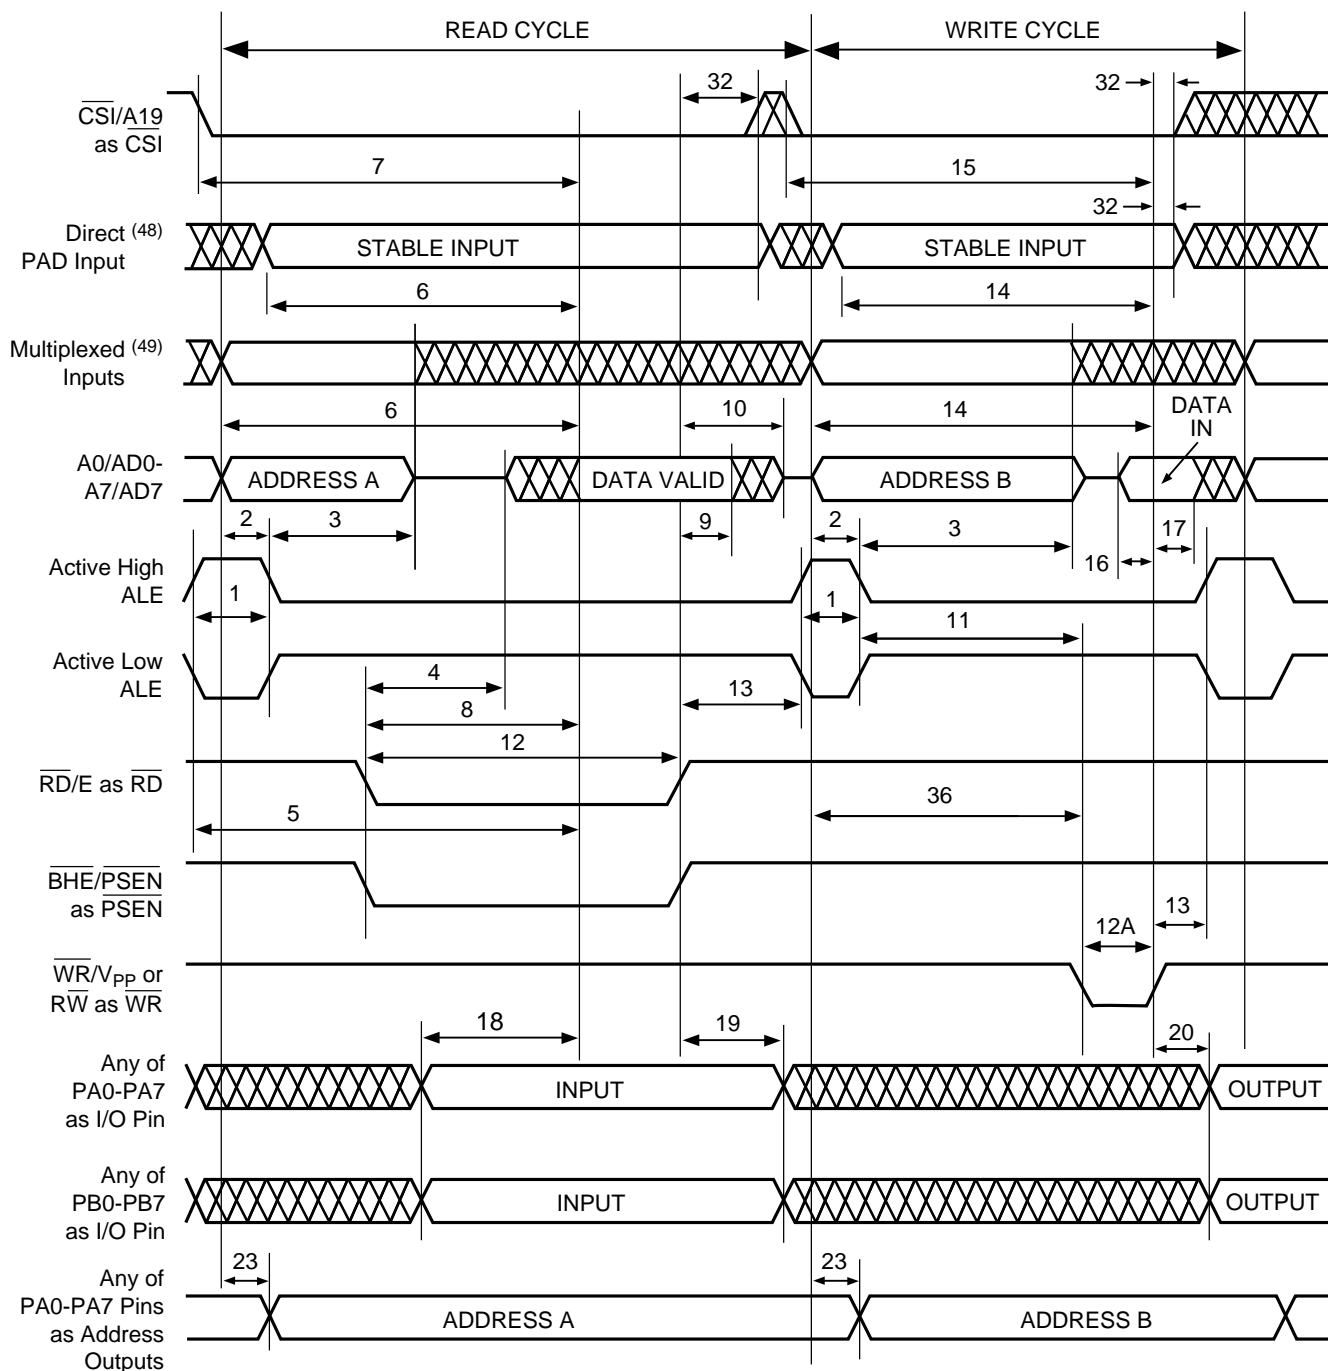 READ CYCLE
WRITE CYCLE
32
32
CSI/A19
as CSI
7
15
32
Direct (48)
PAD Input
STABLE INPUT
STABLE INPUT
6
14
Multiplexed (49)
Inputs
6
10
14
DATA
IN
A0/AD0-
A7/AD7
ADDRESS A
DATA VALID
ADDRESS B
2
3
9
2
3
17
16
Active High
ALE
1
1
11
Active Low
ALE
4
13
8
12
RD/E as RD
36
5
BHE/PSEN
as PSEN
12A
13
WR/VPP or
RW as WR
18
19
20
Any of
PA0-PA7
as I/O Pin
INPUT
OUTPUT
Any of
PB0-PB7
as I/O Pin
INPUT
OUTPUT
23
23
Any of
PA0-PA7 Pins
as Address
Outputs
ADDRESS A
ADDRESS B